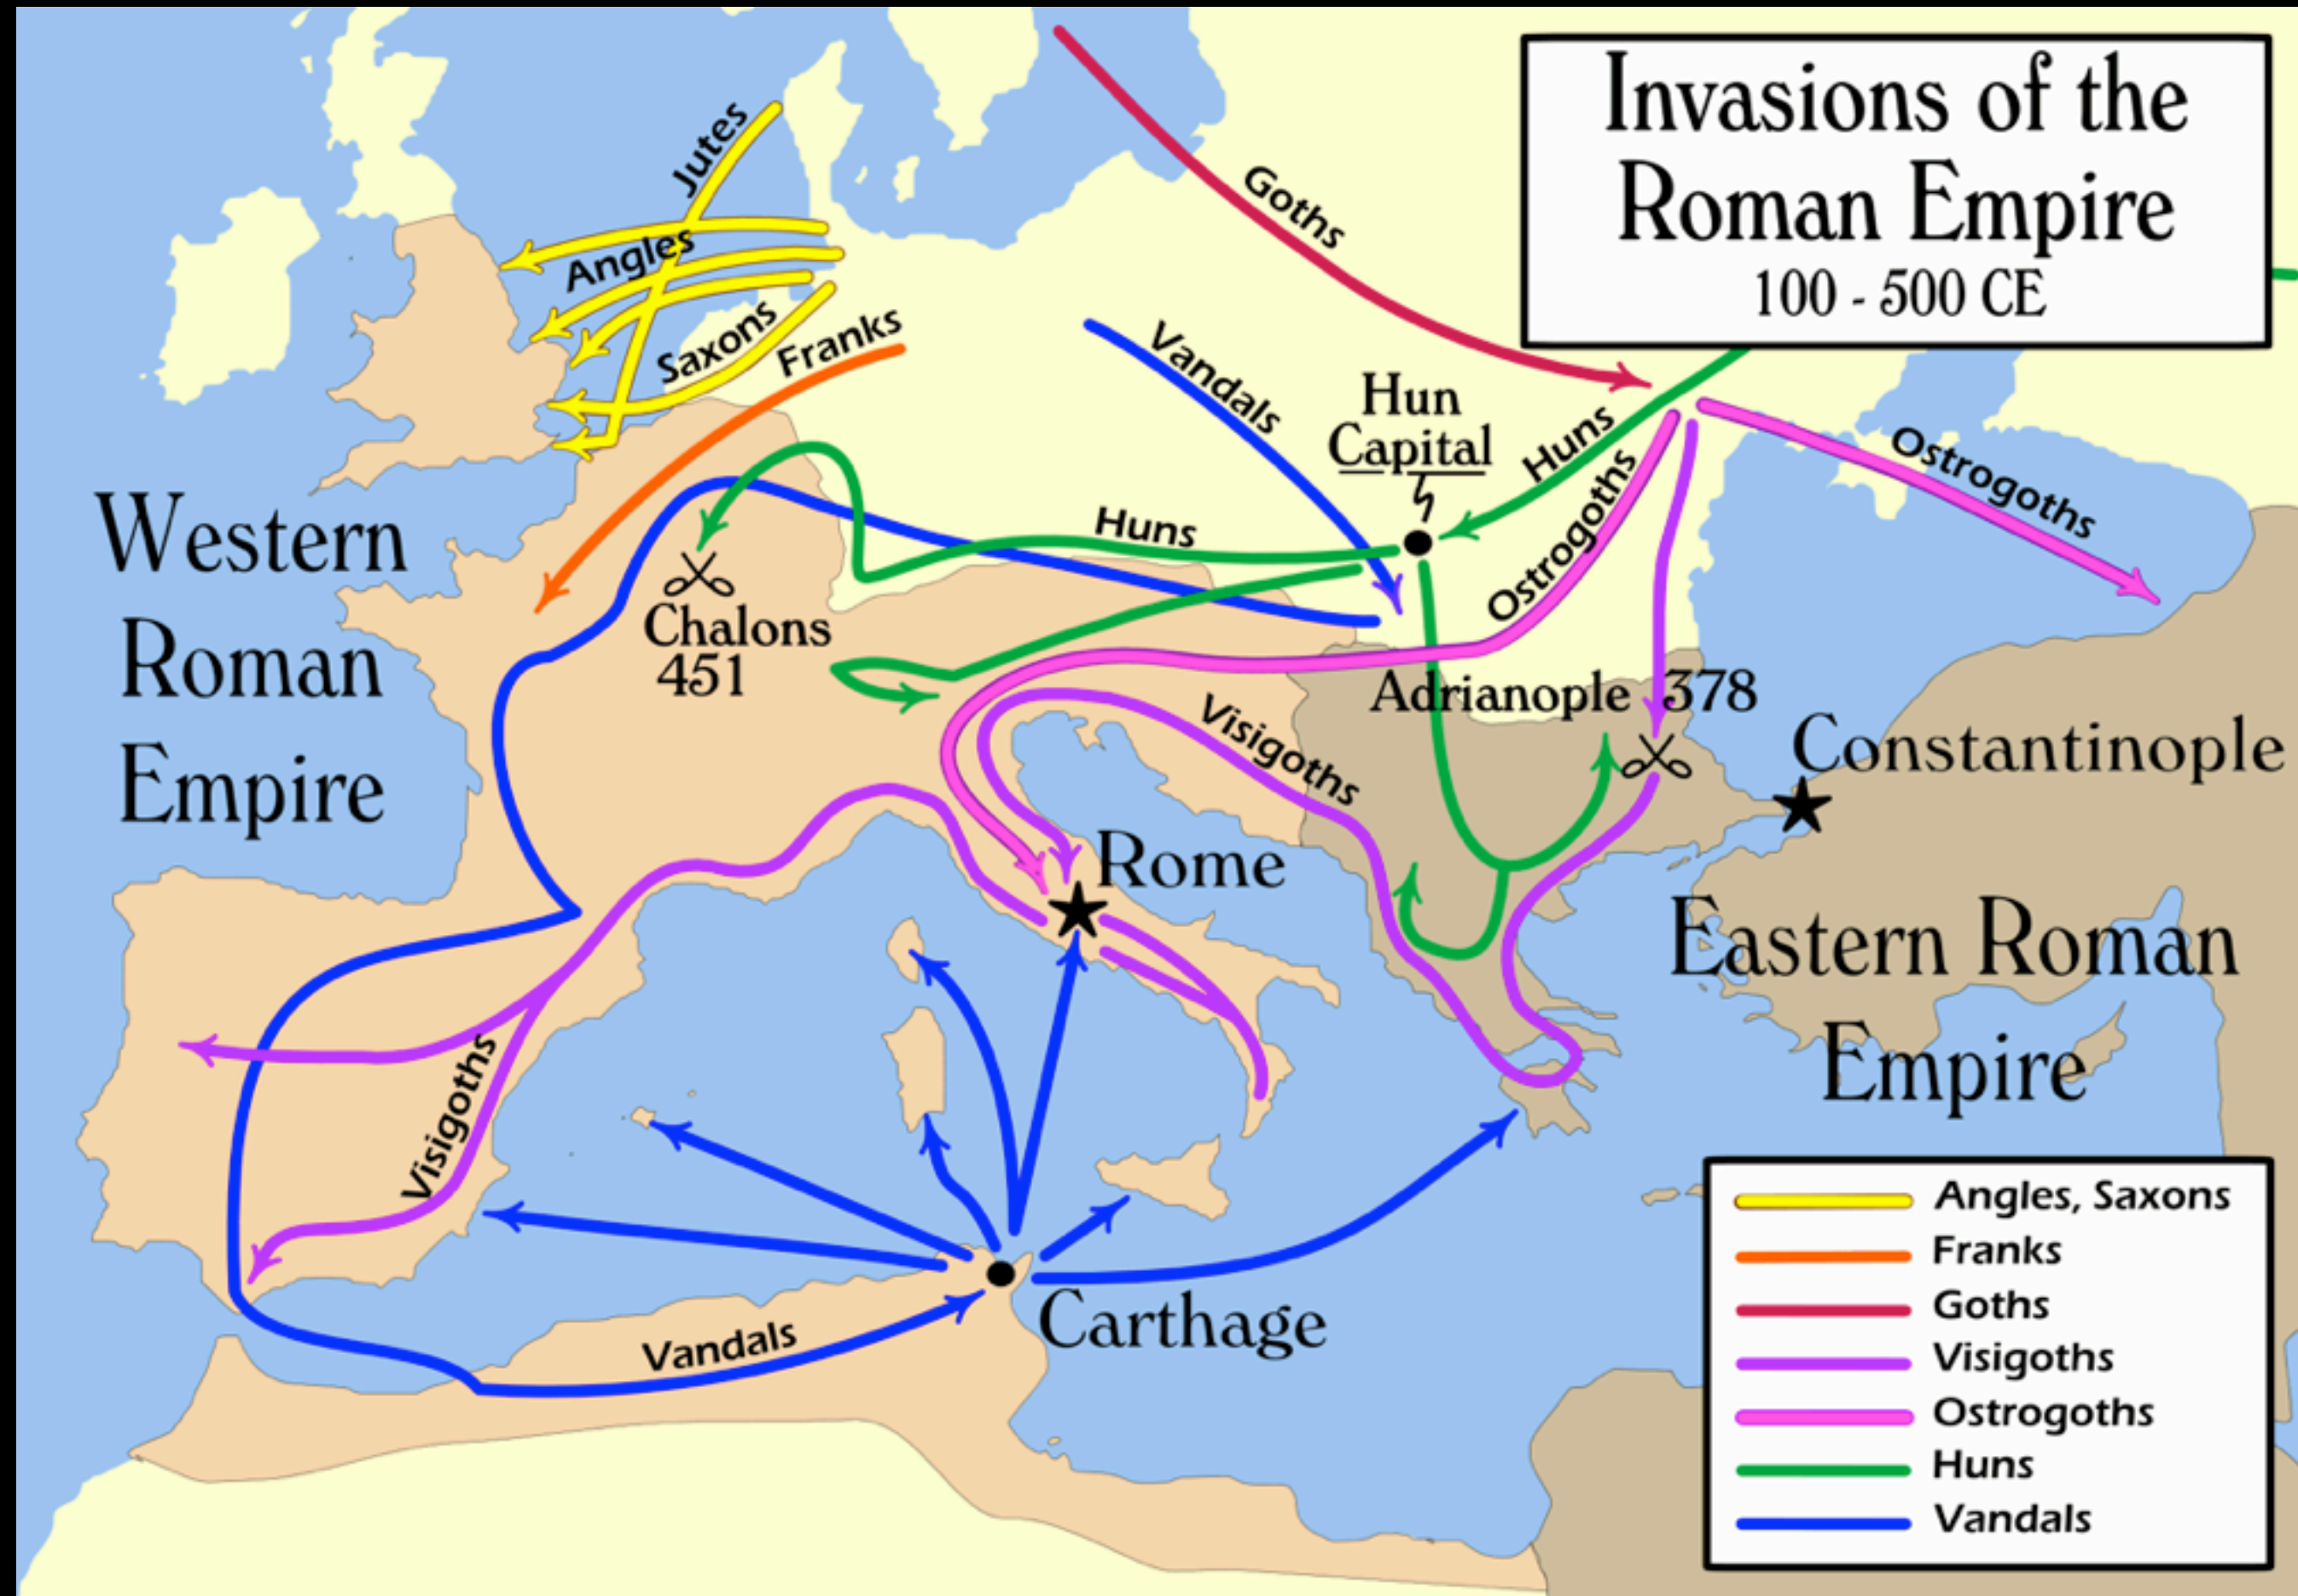 Invasions of the
Roman Empire
100 - 500 CE
Jutes
Angles
Saxons
Franks
Goths
Vandals
Hun
Capital
Huns
Ostrogoths
Ostrogoths
Huns
Western
Roman
Empire
Chalons
451
Adrianople 378
Visigoths
Constantinople
Rome
Eastern Roman
Empire
Visigoths
Vandals
Carthage
Angles, Saxons
Franks
Goths
Visigoths
Ostrogoths
Huns
Vandals